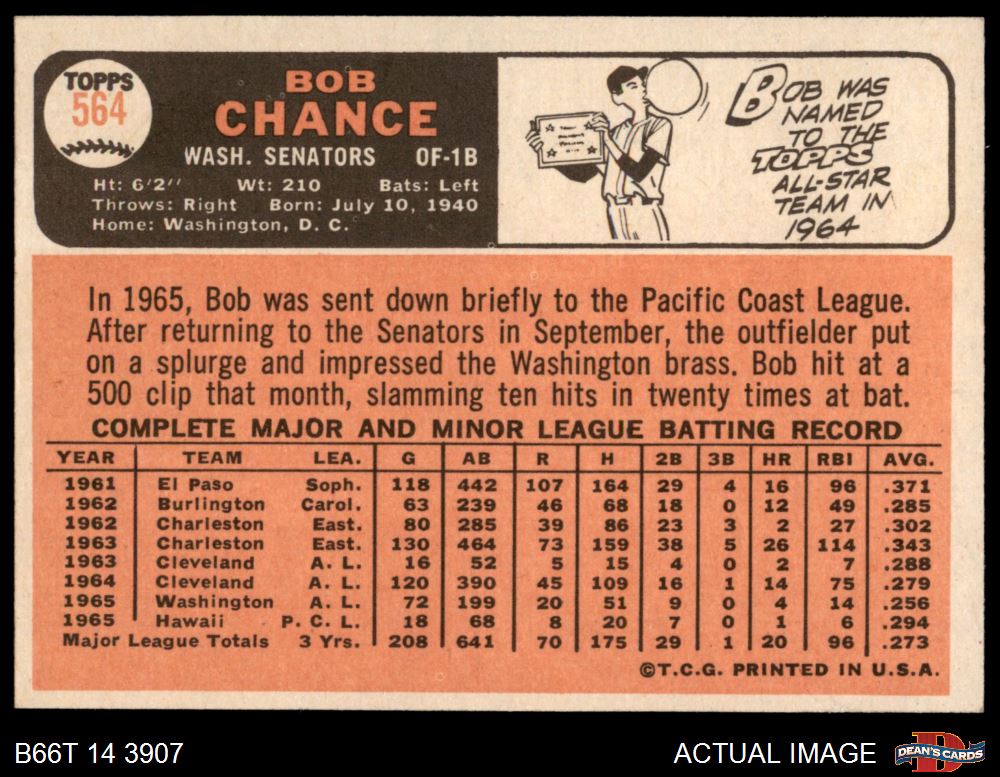 TOPPS
564
BOB
CHANCE
WASH. SENATORS OF-1B
Ht: 6'2" Wt: 210 Bats: Left
Throws: Right Born: July 10, 1940
Home: Washington, D. C.
BOB WAS
NAMED
TO THE
TOPPS
ALL-STAR
TEAM IN
1964
In 1965, Bob was sent down briefly to the Pacific Coast League.
After returning to the Senators in September, the outfielder put
on a splurge and impressed the Washington brass. Bob hit at a
500 clip that month, slamming ten hits in twenty times at bat.
COMPLETE MAJOR AND MINOR LEAGUE BATTING RECORD
YEAR TEAM LEA. G AB R H 2B 3B HR RBI AVG.
1961 El Paso Soph. 118 442 107 164 29 4 16 96 .371
1962 Burlington Carol. 63 239 46 68 18 0 12 49 .285
1962 Charleston East. 80 285 39 86 23 3 2 27 .302
1963 Charleston East. 130 464 73 159 38 5 26 114 .343
1963 Cleveland A. L. 16 52 5 15 4 0 2 7 .288
1964 Cleveland A. L. 120 390 45 109 16 1 14 75 .279
1965 Washington A. L. 72 199 20 51 9 0 4 14 .256
1965 Hawaii P. C. L. 18 68 8 20 7 0 1 6 .294
Major League Totals 3 Yrs. 208 641 70 175 29 1 20 96 .273
©T.C.G. PRINTED IN U.S.A.
B66T 14 3907 ACTUAL IMAGE DEAN'S CARDS